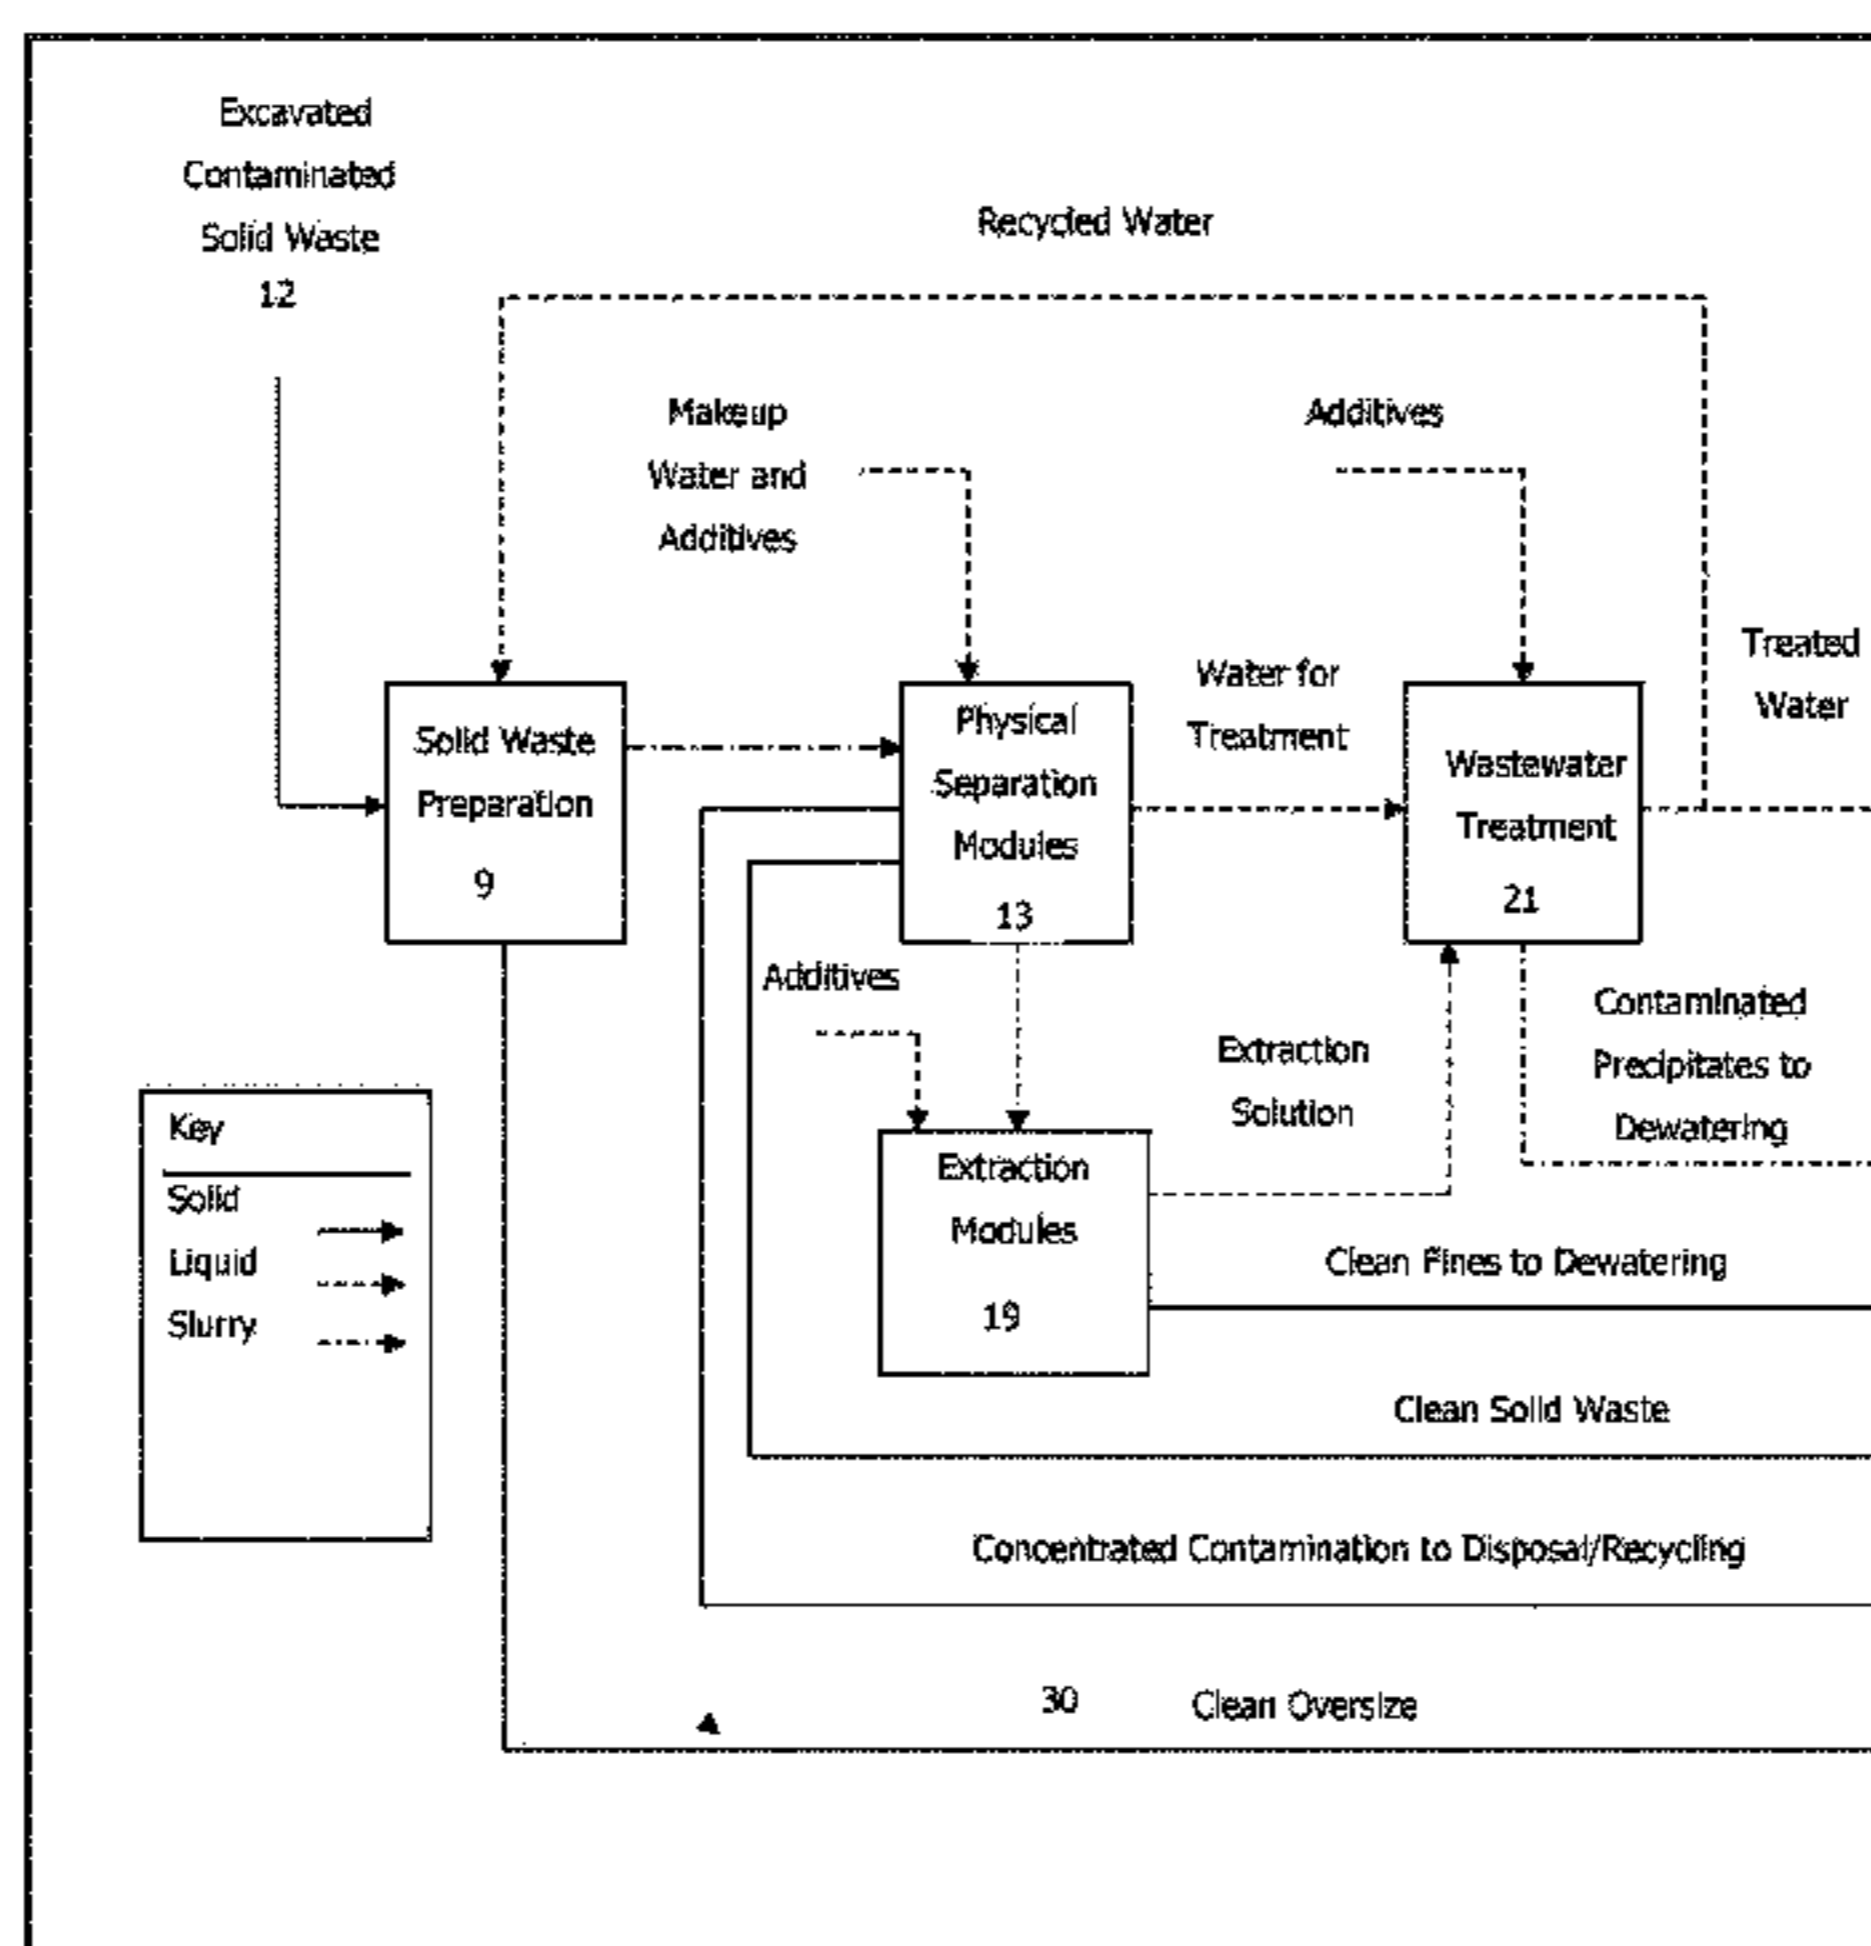 Excavated
Contaminated
Solid Waste
12
Recycled Water
Makeup
Water and
Additives
Additives
Treated
Water
Water for
Treatment
Solid Waste
Preparation
9
Physical
Separation
Modules
13
Wastewater
Treatment
21
Additives
Contaminated
Precipitates to
Dewatering
Extraction
Solution
Key
Solid
Liquid
Slurry
Extraction
Modules
19
Clean Fines to Dewatering
Clean Solid Waste
Concentrated Contamination to Disposal/Recycling
30 Clean Oversize